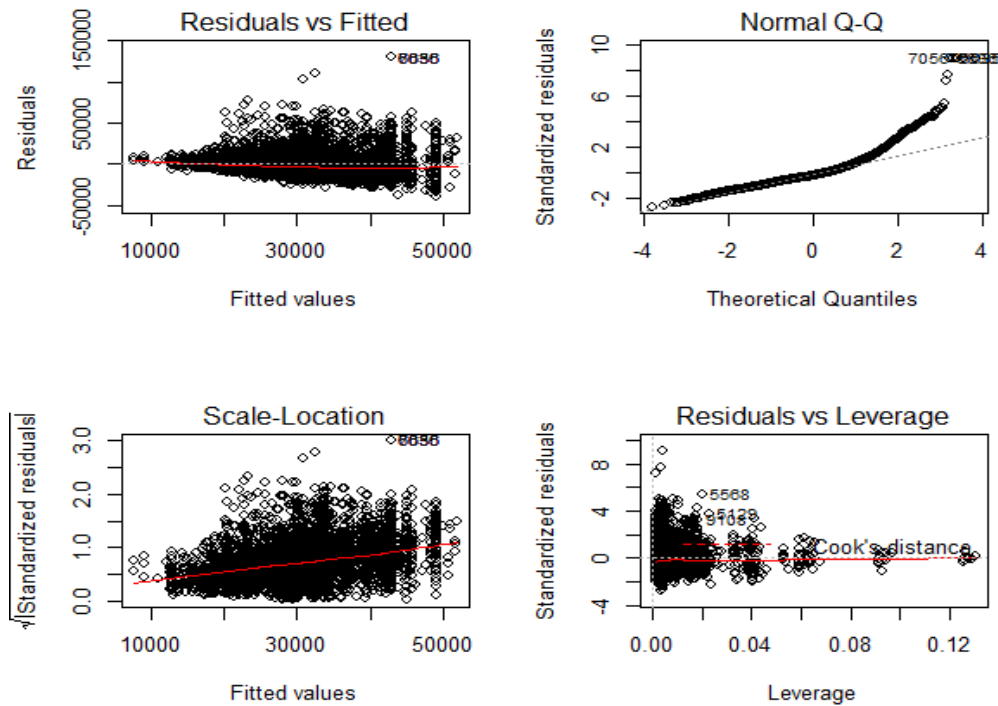 Residuals vs Fitted
Residuals
-50000
50000
150000
10000 30000 50000
Fitted values
Normal Q-Q
Standardized residuals
-2 2 6 10
-4 -2 0 2 4
Theoretical Quantiles
Scale-Location
√|Standardized residuals|
0.0 1.0 2.0 3.0
10000 30000 50000
Fitted values
Residuals vs Leverage
Standardized residuals
-4 0 4 8
5568
5129
9108
Cook's distance
0.00 0.04 0.08 0.12
Leverage